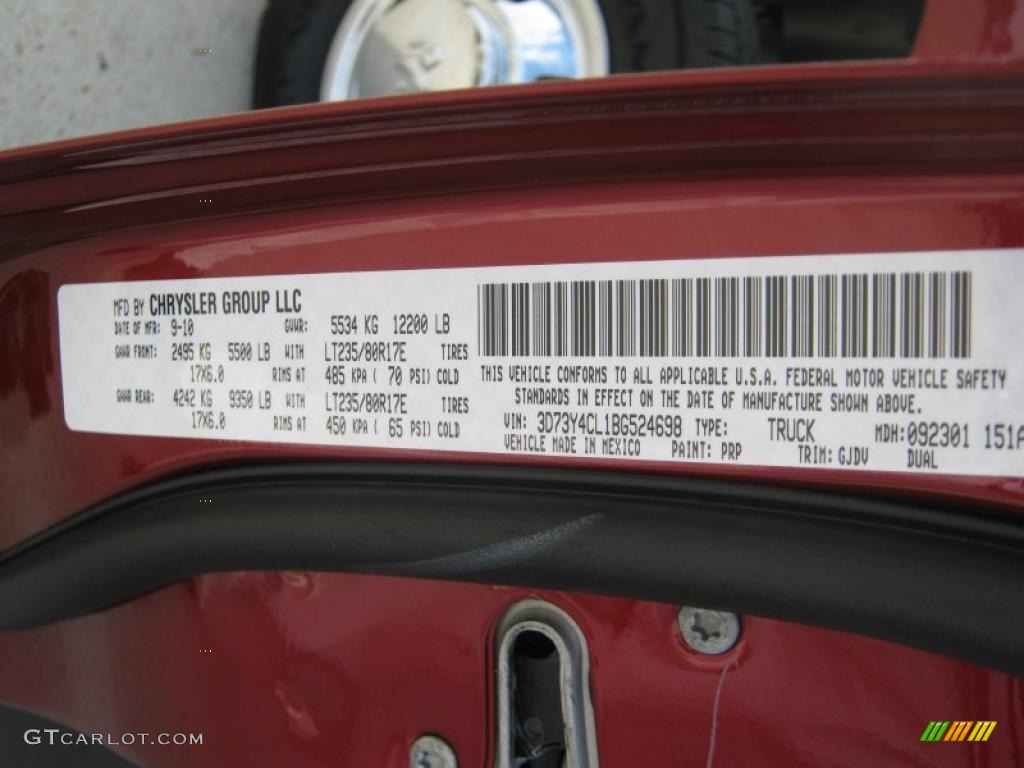 MFD BY CHRYSLER GROUP LLC
DATE OF MFR: 9-10 GVWR: 5534 KG 12200 LB
GAWR FRONT: 2495 KG 5500 LB WITH LT235/80R17E TIRES
17X6.0 RIMS AT 485 KPA ( 70 PSI) COLD
GAWR REAR: 4242 KG 9350 LB WITH LT235/80R17E TIRES
17X6.0 RIMS AT 450 KPA ( 65 PSI) COLD
THIS VEHICLE CONFORMS TO ALL APPLICABLE U.S.A. FEDERAL MOTOR VEHICLE SAFETY
STANDARDS IN EFFECT ON THE DATE OF MANUFACTURE SHOWN ABOVE.
VIN: 3D73Y4CL1BG524698 TYPE: TRUCK MDH:092301 151A
VEHICLE MADE IN MEXICO PAINT: PRP TRIM: GJDV DUAL
GTCARLOT.COM